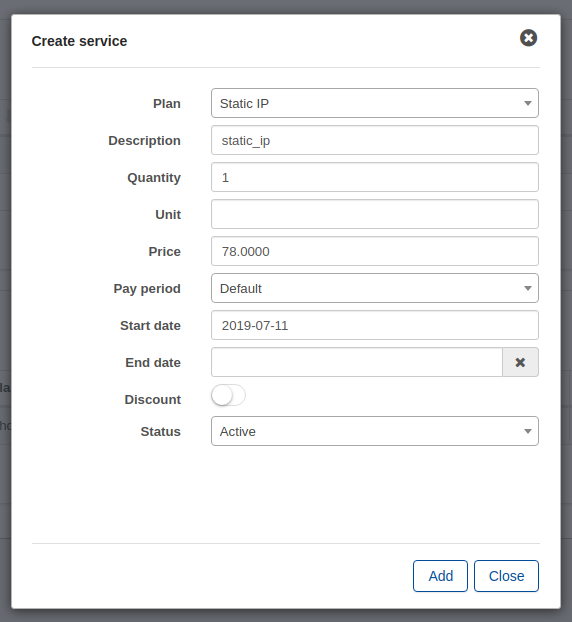 Create service
Plan Static IP
Description static_ip
Quantity 1
Unit
Price 78.0000
Pay period Default
Start date 2019-07-11
End date
Discount
Status Active
Add Close